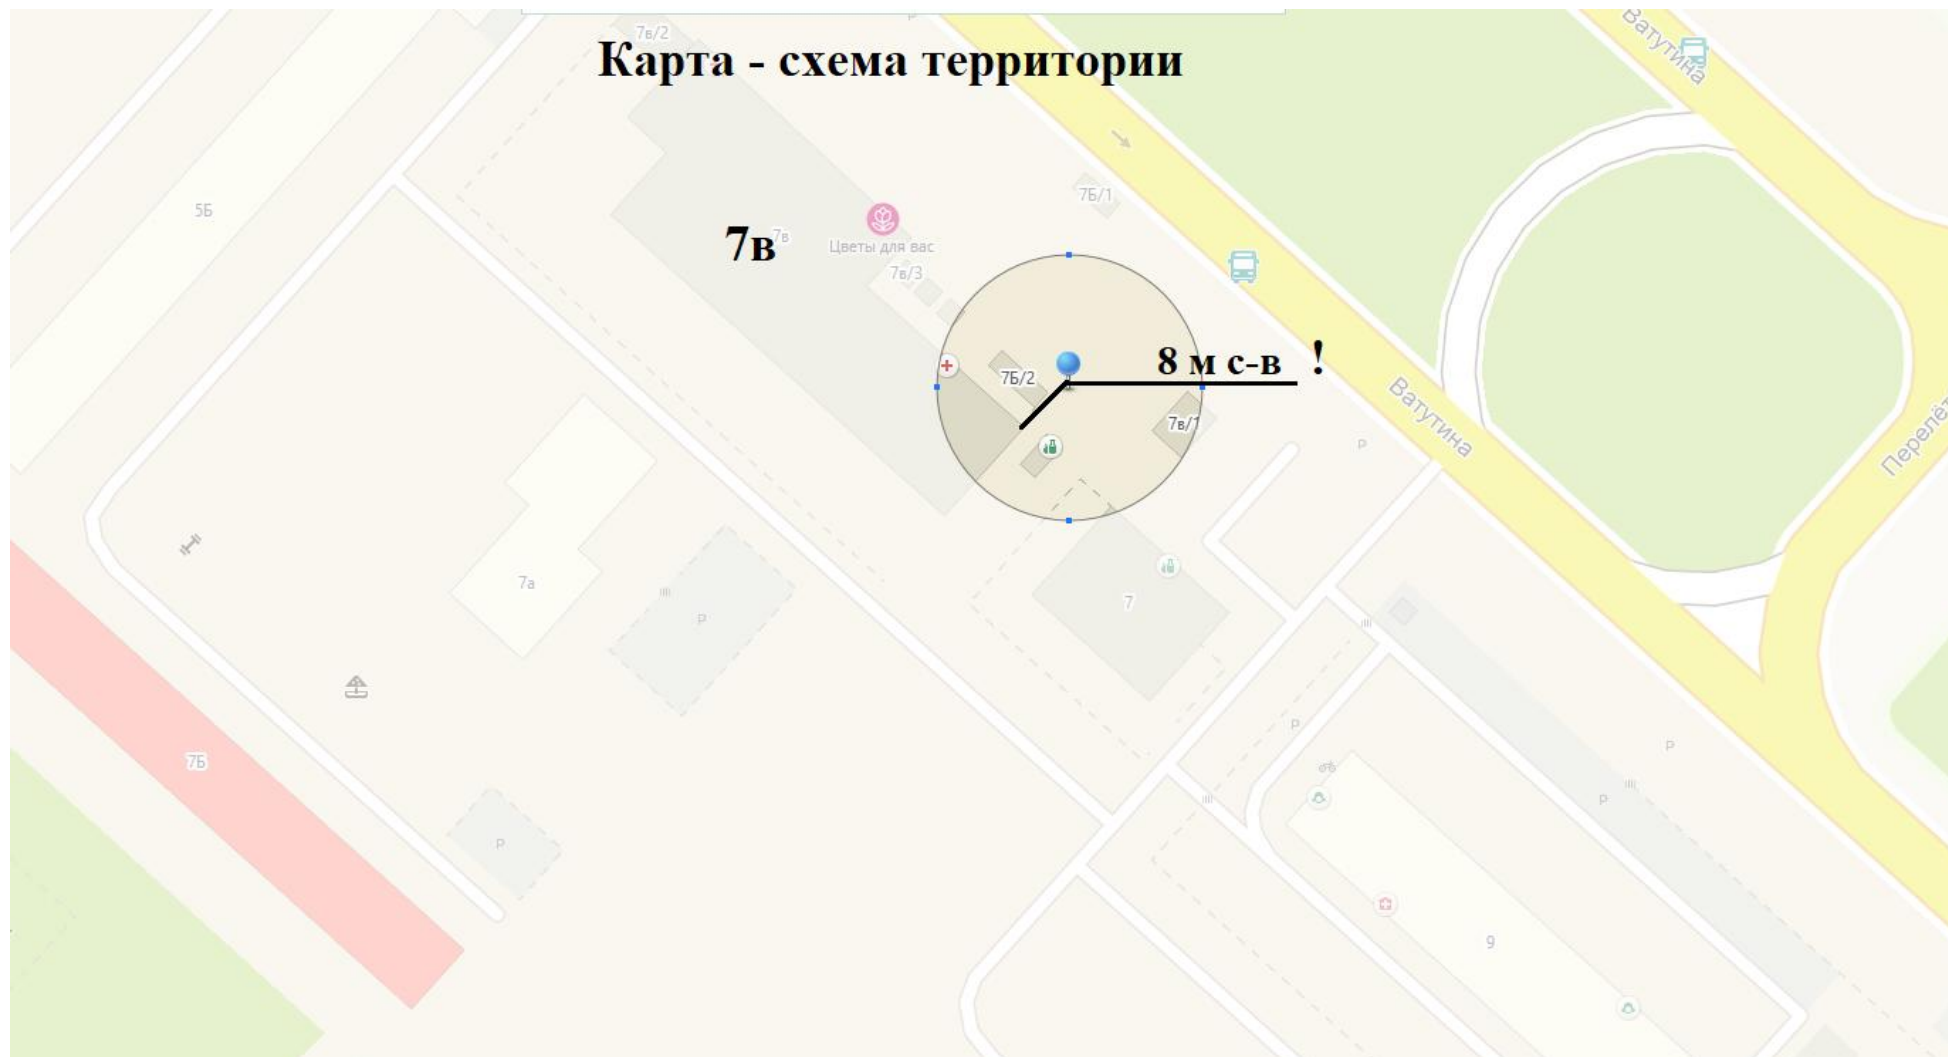 7в/2
Карта - схема территории
Ватутина
7Б/1
5Б
7в
7в
Цветы для вас
7в/3
8 м с-в !
7Б/2
Ватутина
7в/1
P
7а
7
P
P
P
7Б
P
P
9